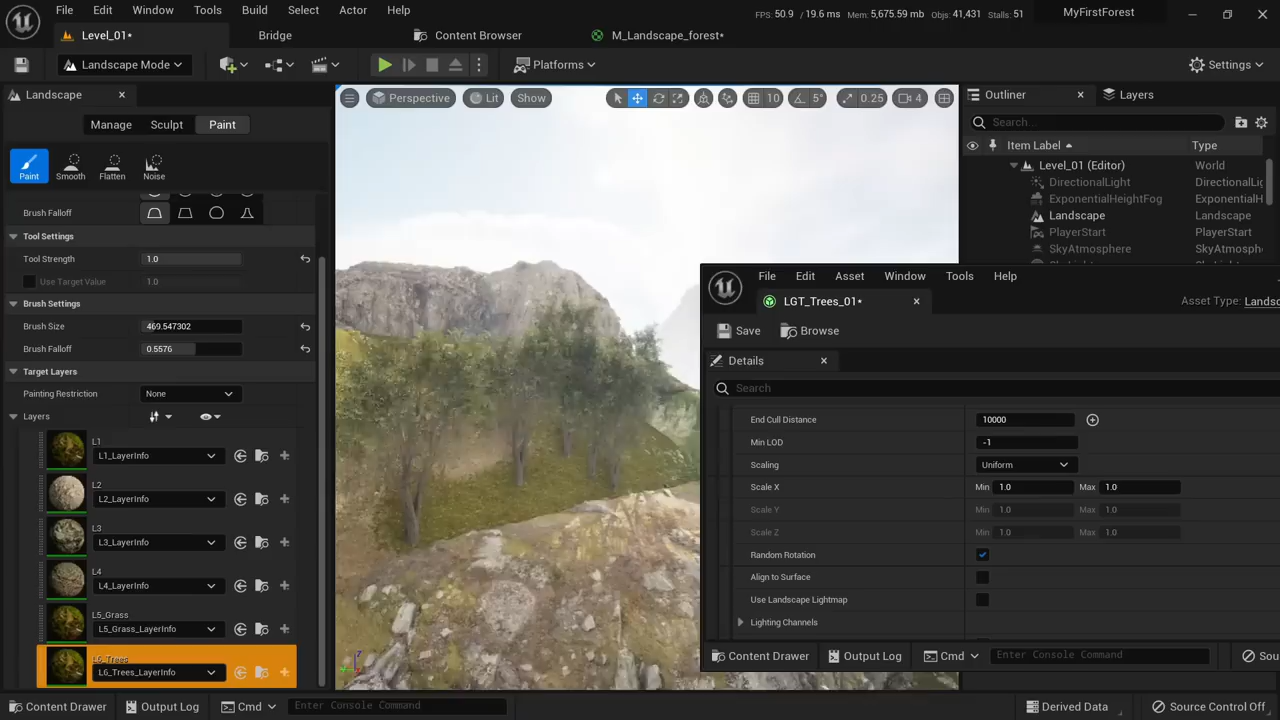 File Edit Window Tools Build Select Actor Help
FPS: 50.9 / 19.6 ms Mem: 5,675.59 mb Objs: 41,431 Stalls: 51
MyFirstForest
Level_01*
Bridge
Content Browser
M_Landscape_forest*
Landscape Mode
Platforms
Settings
Landscape
Manage Sculpt Paint
Paint Smooth Flatten Noise
Brush Falloff
Tool Settings
Tool Strength 1.0
Use Target Value 1.0
Brush Settings
Brush Size 469.547302
Brush Falloff 0.5576
Target Layers
Painting Restriction None
Layers
L1
L1_LayerInfo
L2
L2_LayerInfo
L3
L3_LayerInfo
L4
L4_LayerInfo
L5_Grass
L5_Grass_LayerInfo
L6_Trees
L6_Trees_LayerInfo
Perspective Lit Show
10 5° 0.25 4
Outliner
Layers
Search...
Item Label Type
Level_01 (Editor) World
DirectionalLight DirectionalLig
ExponentialHeightFog ExponentialH
Landscape Landscape
PlayerStart PlayerStart
SkyAtmosphere SkyAtmosph
File Edit Asset Window Tools Help
LGT_Trees_01*
Asset Type: Landsc
Save Browse
Details
Search
End Cull Distance 10000
Min LOD -1
Scaling Uniform
Scale X Min 1.0 Max 1.0
Scale Y Min 1.0 Max 1.0
Scale Z Min 1.0 Max 1.0
Random Rotation
Align to Surface
Use Landscape Lightmap
Lighting Channels
Content Drawer Output Log Cmd Enter Console Command Sou
Content Drawer Output Log Cmd Enter Console Command
Derived Data Source Control Off